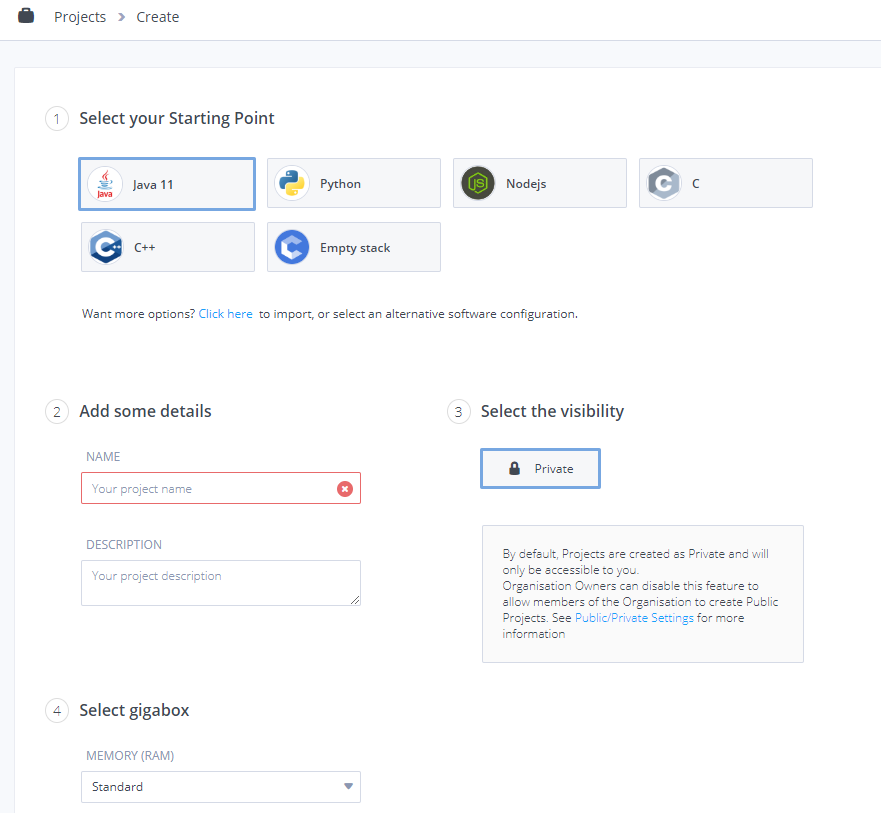 Projects > Create
1 Select your Starting Point
Java Java 11
Python
JS Nodejs
C C
C++ C++
C Empty stack
Want more options? Click here to import, or select an alternative software configuration.
2 Add some details
NAME
Your project name
DESCRIPTION
Your project description
3 Select the visibility
Private
By default, Projects are created as Private and will
only be accessible to you.
Organisation Owners can disable this feature to
allow members of the Organisation to create Public
Projects. See Public/Private Settings for more
information
4 Select gigabox
MEMORY (RAM)
Standard